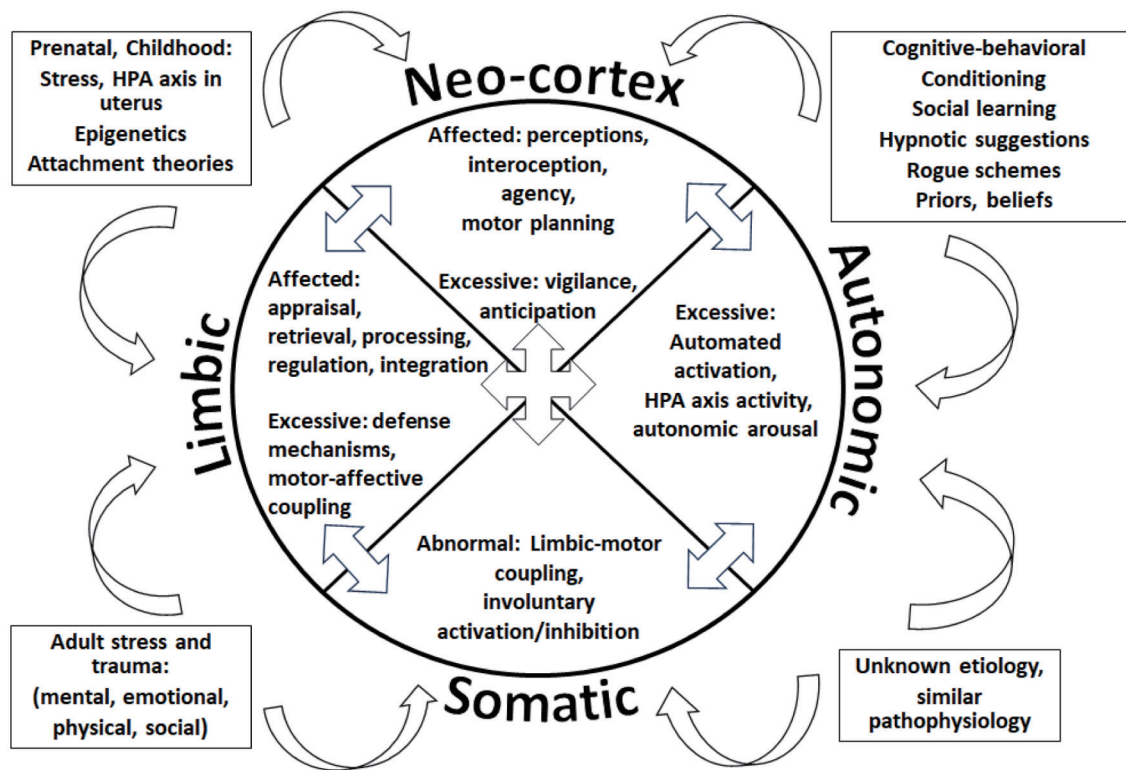 Prenatal, Childhood:
Stress, HPA axis in
uterus
Epigenetics
Attachment theories
Neo-cortex
Cognitive-behavioral
Conditioning
Social learning
Hypnotic suggestions
Rogue schemes
Priors, beliefs
Affected: perceptions,
interoception,
agency,
motor planning
Excessive: vigilance,
anticipation
Limbic
Affected:
appraisal,
retrieval, processing,
regulation, integration
Excessive: defense
mechanisms,
motor-affective
coupling
Excessive:
Automated
activation,
HPA axis activity,
autonomic arousal
Autonomic
Abnormal: Limbic-motor
coupling,
involuntary
activation/inhibition
Somatic
Adult stress and
trauma:
(mental, emotional,
physical, social)
Unknown etiology,
similar
pathophysiology